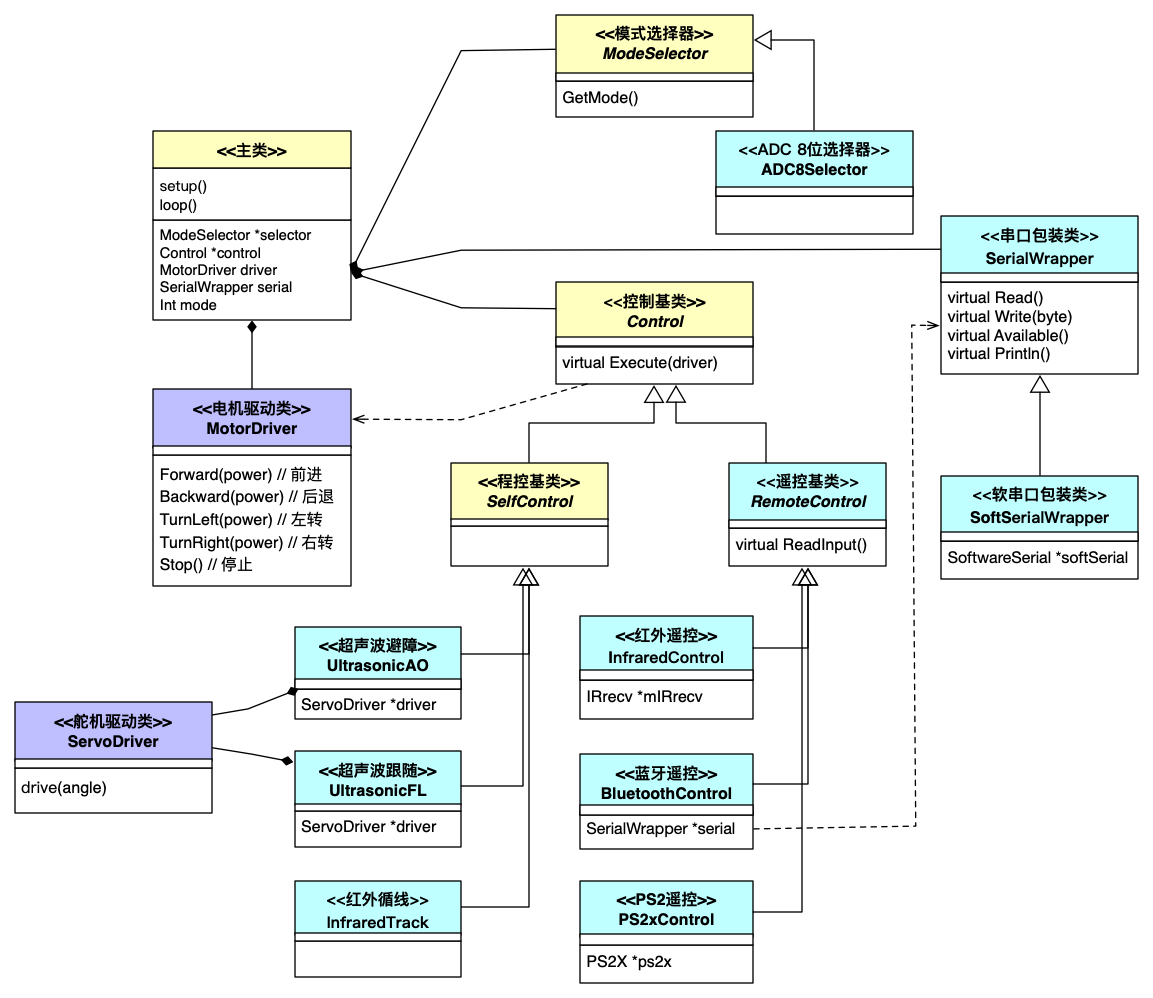 <<模式选择器>>
ModeSelector
GetMode()
<<ADC 8位选择器>>
ADC8Selector
<<主类>>
setup()
loop()
ModeSelector *selector
Control *control
MotorDriver driver
SerialWrapper serial
Int mode
<<串口包装类>>
SerialWrapper
virtual Read()
virtual Write(byte)
virtual Available()
virtual Println()
<<控制基类>>
Control
virtual Execute(driver)
<<电机驱动类>>
MotorDriver
Forward(power) // 前进
Backward(power) // 后退
TurnLeft(power) // 左转
TurnRight(power) // 右转
Stop() // 停止
<<程控基类>>
SelfControl
<<遥控基类>>
RemoteControl
virtual ReadInput()
<<软串口包装类>>
SoftSerialWrapper
SoftwareSerial *softSerial
<<超声波避障>>
UltrasonicAO
ServoDriver *driver
<<红外遥控>>
InfraredControl
IRrecv *mIRrecv
<<舵机驱动类>>
ServoDriver
drive(angle)
<<超声波跟随>>
UltrasonicFL
ServoDriver *driver
<<蓝牙遥控>>
BluetoothControl
SerialWrapper *serial
<<红外循线>>
InfraredTrack
<<PS2遥控>>
PS2xControl
PS2X *ps2x